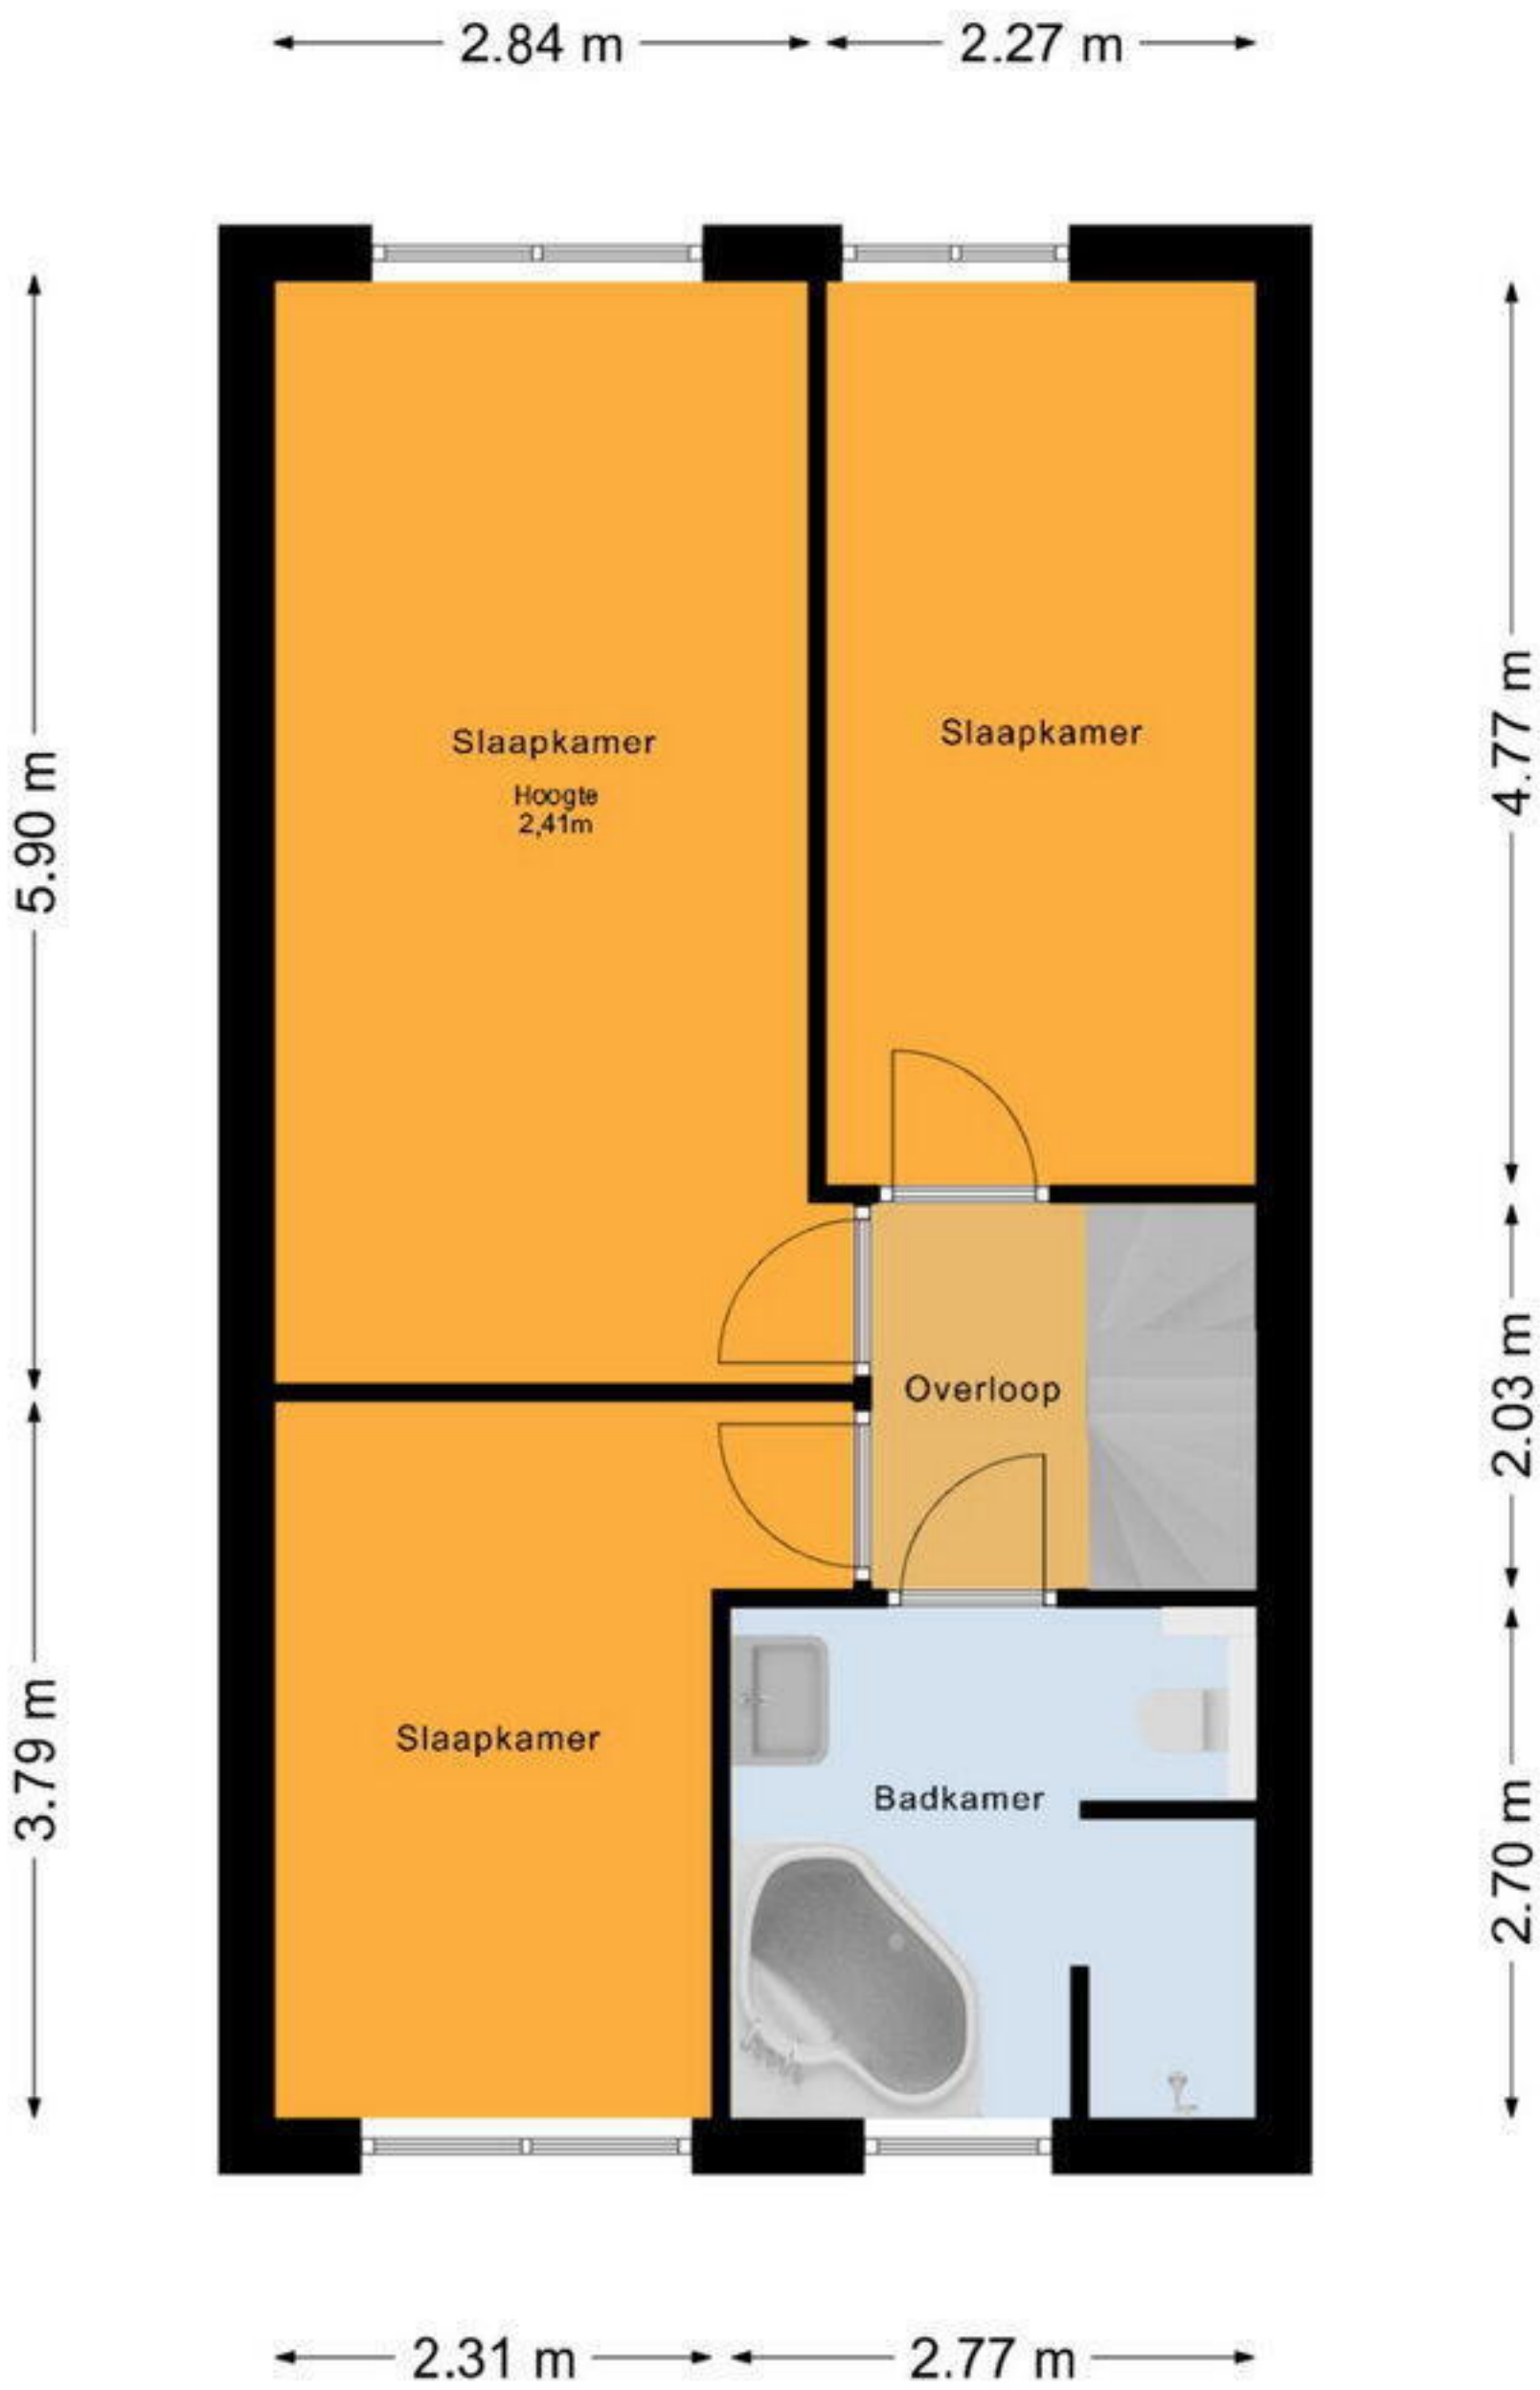 2.84 m
2.27 m
5.90 m
4.77 m
Slaapkamer
Hoogte
2,41m
Slaapkamer
Overloop
2.03 m
3.79 m
Slaapkamer
Badkamer
2.70 m
2.31 m
2.77 m